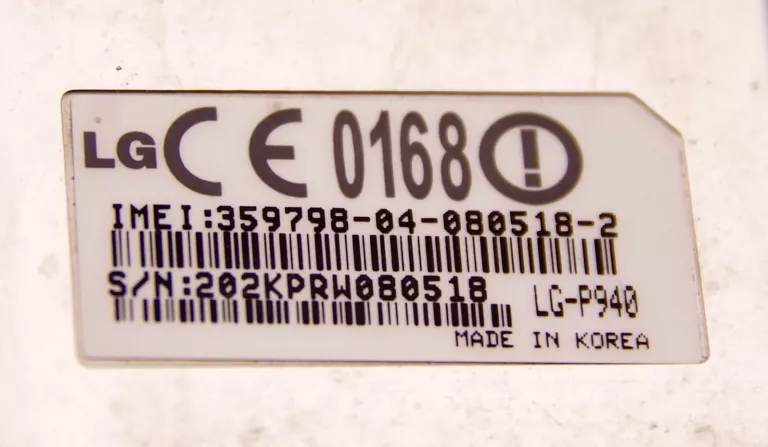 LG CE 0168
IMEI:359798-04-080518-2
S/N:202KPRW080518
LG-P940
MADE IN KOREA